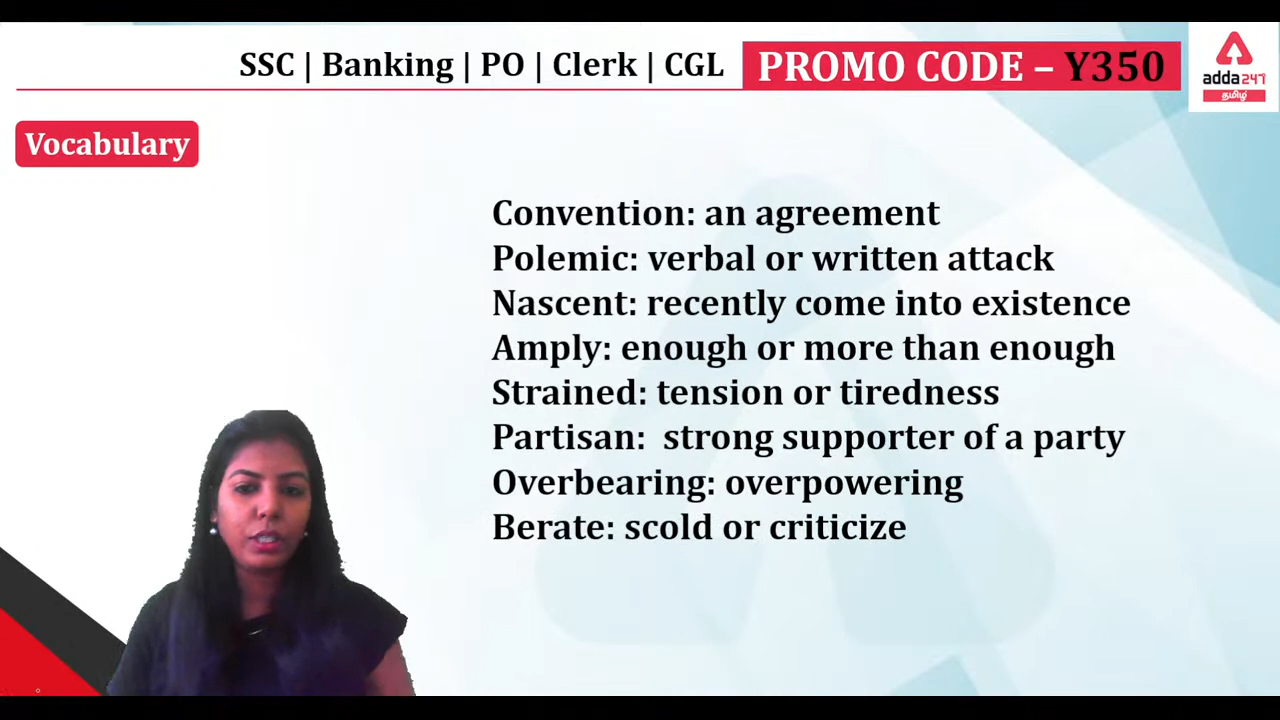 SSC | Banking | PO | Clerk | CGL PROMO CODE – Y350
adda247
தமிழ்
Vocabulary
Convention: an agreement
Polemic: verbal or written attack
Nascent: recently come into existence
Amply: enough or more than enough
Strained: tension or tiredness
Partisan: strong supporter of a party
Overbearing: overpowering
Berate: scold or criticize